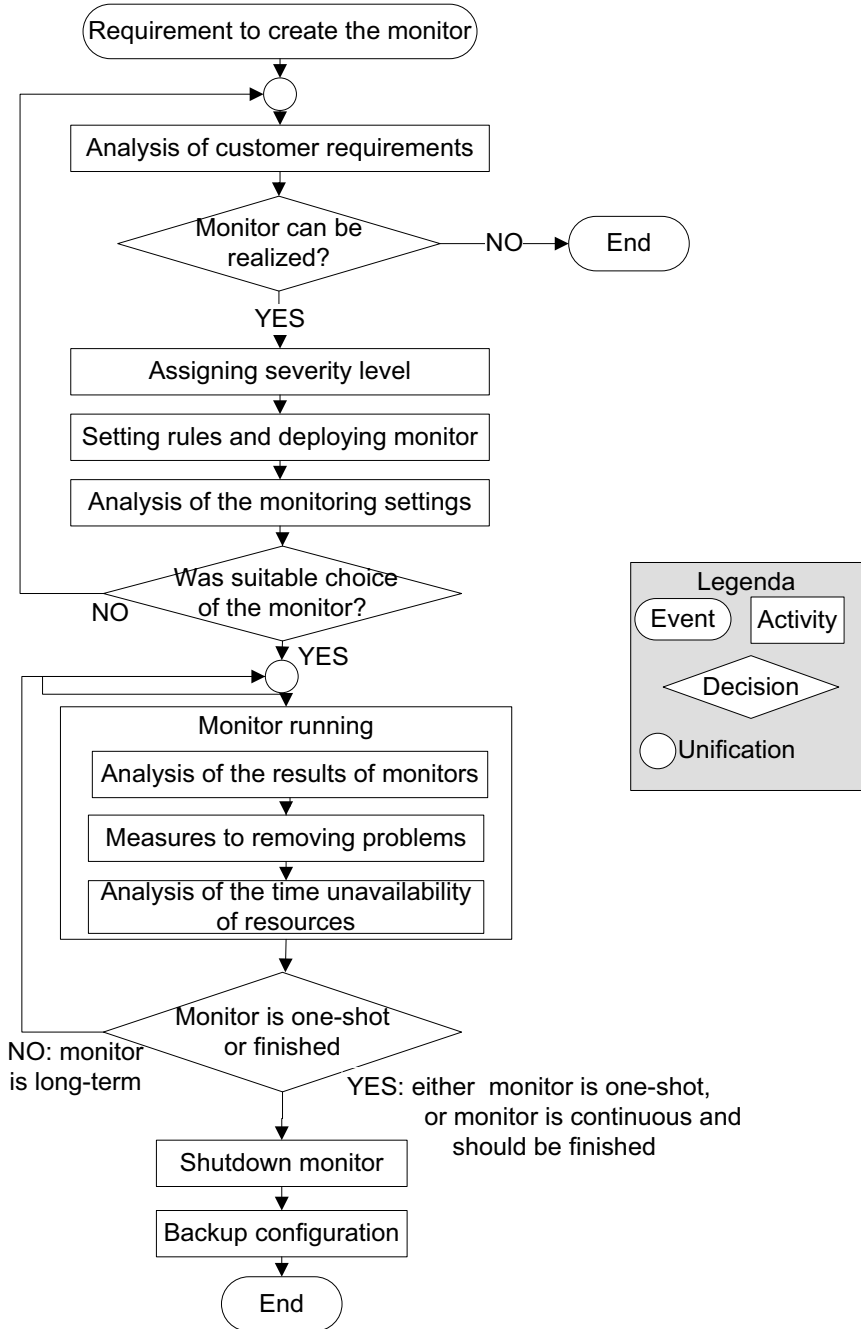 Requirement to create the monitor
Analysis of customer requirements
Monitor can be
realized?
NO
End
YES
Assigning severity level
Setting rules and deploying monitor
Analysis of the monitoring settings
Was suitable choice
of the monitor?
NO
YES
Monitor running
Analysis of the results of monitors
Measures to removing problems
Analysis of the time unavailability
of resources
Monitor is one-shot
or finished
NO: monitor
is long-term
YES: either monitor is one-shot,
or monitor is continuous and
should be finished
Shutdown monitor
Backup configuration
End
Legenda
Event
Activity
Decision
Unification